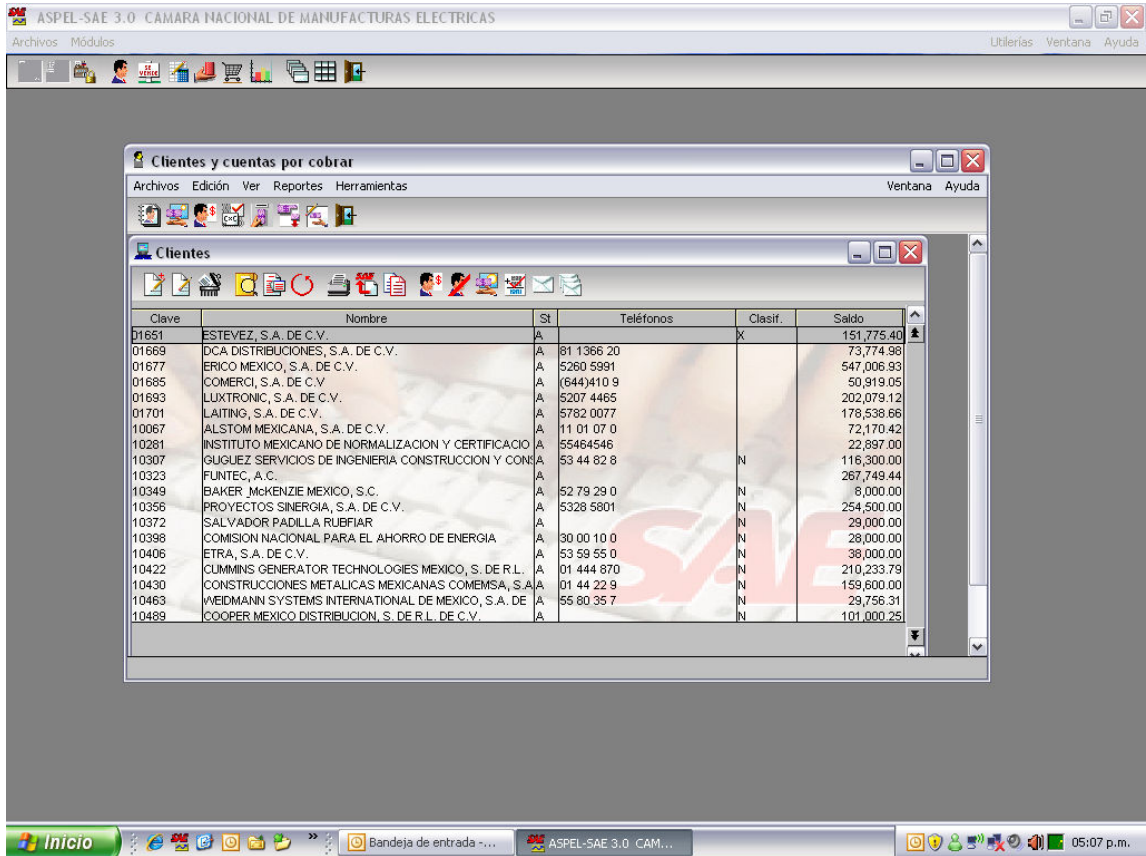 ASPEL-SAE 3.0 CAMARA NACIONAL DE MANUFACTURAS ELECTRICAS
Archivos Módulos Utilerías Ventana Ayuda
SE VENDE
Clientes y cuentas por cobrar
Archivos Edición Ver Reportes Herramientas Ventana Ayuda
Clientes
Clave Nombre St Teléfonos Clasif. Saldo
01651 ESTEVEZ, S.A. DE C.V. A X 151,775.40
01669 DCA DISTRIBUCIONES, S.A. DE C.V. A 81 1366 20 73,774.98
01677 ERICO MEXICO, S.A. DE C.V. A 5260 5991 547,006.93
01685 COMERCI, S.A. DE C.V A (644)410 9 50,919.05
01693 LUXTRONIC, S.A. DE C.V. A 5207 4465 202,079.12
01701 LAITING, S.A. DE C.V. A 5782 0077 178,538.66
10067 ALSTOM MEXICANA, S.A. DE C.V. A 11 01 07 0 72,170.42
10281 INSTITUTO MEXICANO DE NORMALIZACION Y CERTIFICACIO A 55464546 22,897.00
10307 GUGUEZ SERVICIOS DE INGENIERIA CONSTRUCCION Y CONS A 53 44 82 8 N 116,300.00
10323 FUNTEC, A.C. A 267,749.44
10349 BAKER McKENZIE MEXICO, S.C. A 52 79 29 0 N 8,000.00
10356 PROYECTOS SINERGIA, S.A. DE C.V. A 5328 5801 N 254,500.00
10372 SALVADOR PADILLA RUBFIAR A N 29,000.00
10398 COMISION NACIONAL PARA EL AHORRO DE ENERGIA A 30 00 10 0 N 28,000.00
10406 ETRA, S.A. DE C.V. A 53 59 55 0 N 38,000.00
10422 CUMMINS GENERATOR TECHNOLOGIES MEXICO, S. DE R.L. A 01 444 870 N 210,233.79
10430 CONSTRUCCIONES METALICAS MEXICANAS COMEMSA, S.A A 01 44 22 9 N 159,600.00
10463 WEIDMANN SYSTEMS INTERNATIONAL DE MEXICO, S.A. DE A 55 80 35 7 N 29,756.31
10489 COOPER MEXICO DISTRIBUCION, S. DE R.L. DE C.V. A N 101,000.25
SAE
Inicio » Bandeja de entrada -... ASPEL-SAE 3.0 CAM... 05:07 p.m.